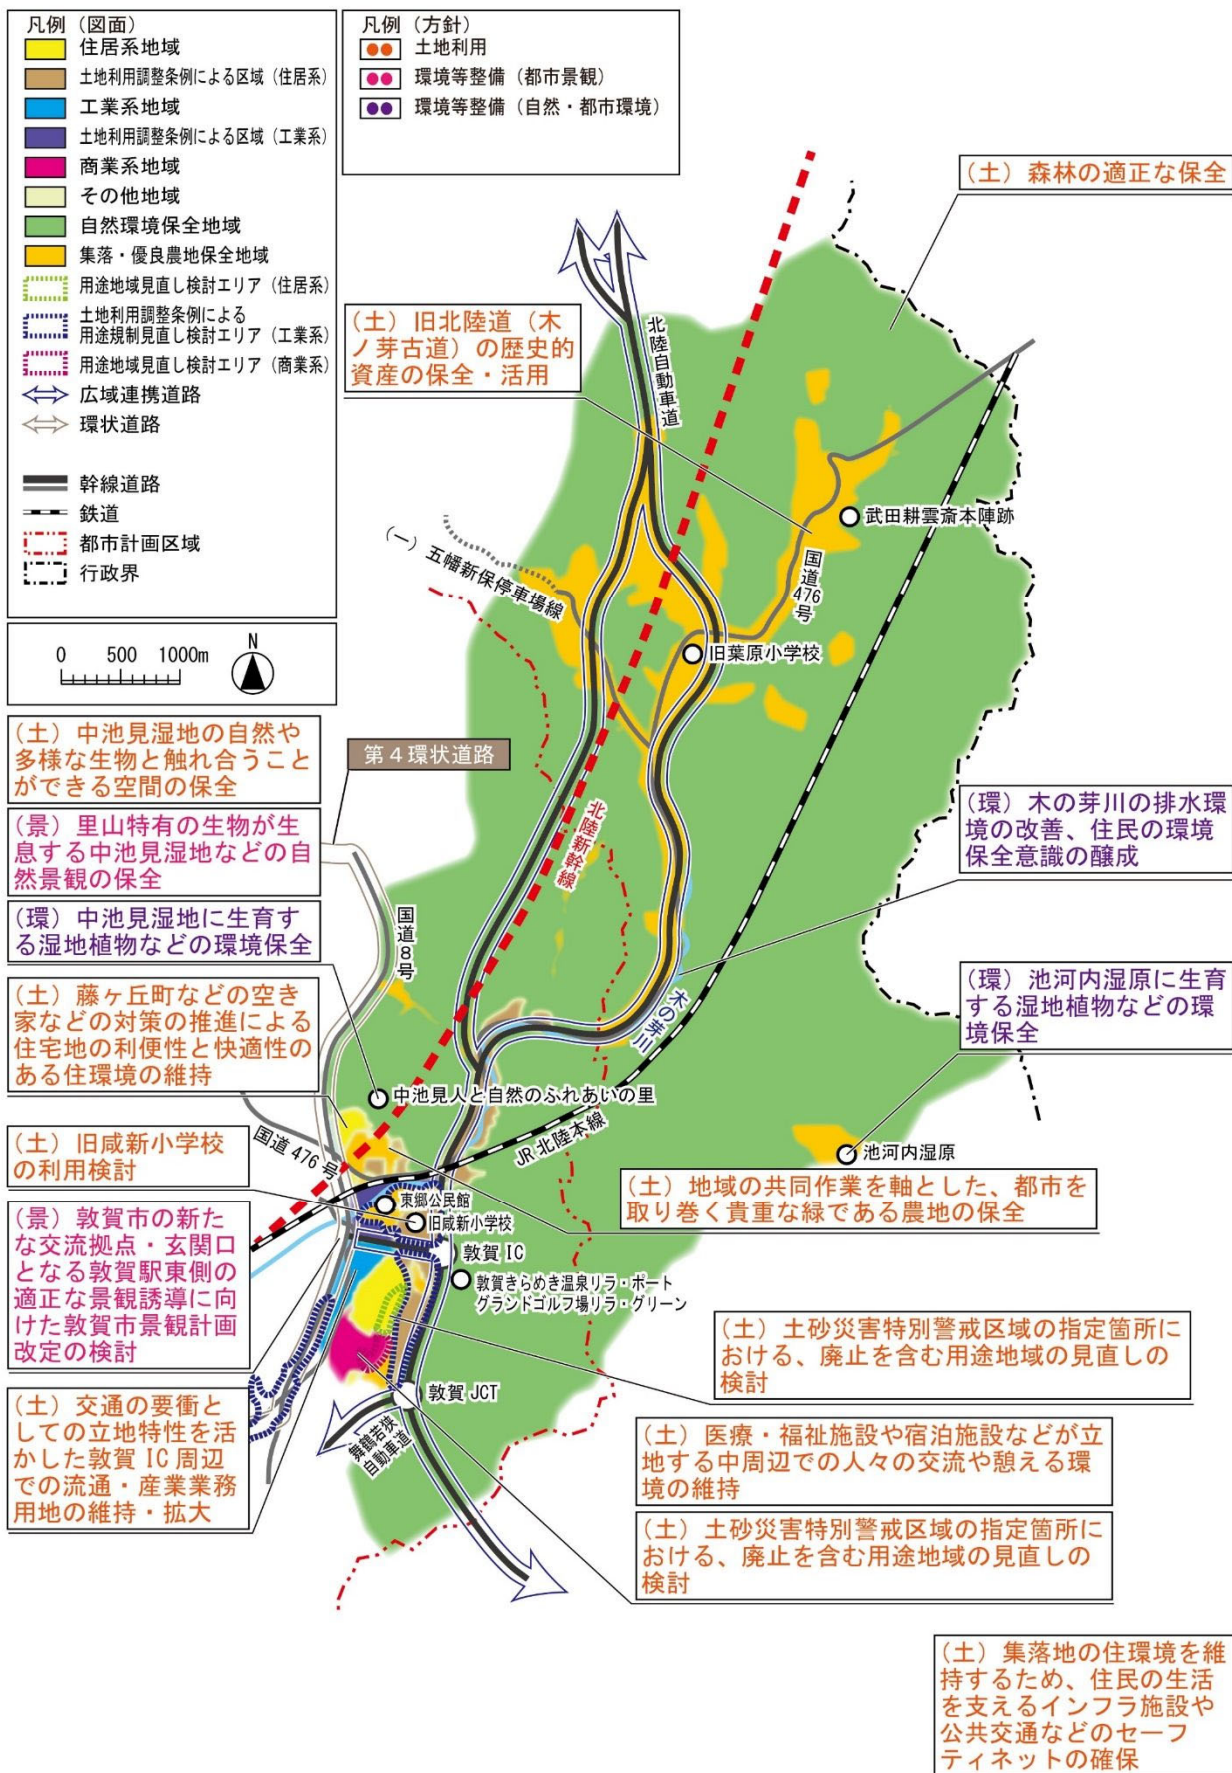 凡例（図面）
住居系地域
土地利用調整条例による区域（住居系）
工業系地域
土地利用調整条例による区域（工業系）
商業系地域
その他地域
自然環境保全地域
集落・優良農地保全地域
用途地域見直し検討エリア（住居系）
土地利用調整条例による
用途規制見直し検討エリア（工業系）
用途地域見直し検討エリア（商業系）
広域連携道路
環状道路
幹線道路
鉄道
都市計画区域
行政界
凡例（方針）
土地利用
環境等整備（都市景観）
環境等整備（自然・都市環境）
0 500 1000m
N
（土）森林の適正な保全
（土）旧北陸道（木
ノ芽古道）の歴史的
資産の保全・活用
北陸自動車道
武田耕雲斎本陣跡
国道476号
（一）五幡新保停車場線
旧葉原小学校
（土）中池見湿地の自然や
多様な生物と触れ合うこと
ができる空間の保全
第４環状道路
（景）里山特有の生物が生
息する中池見湿地などの自
然景観の保全
北陸新幹線
（環）木の芽川の排水環
境の改善、住民の環境
保全意識の醸成
（環）中池見湿地に生育す
る湿地植物などの環境保全
国道８号
木の芽川
（環）池河内湿原に生育
する湿地植物などの環
境保全
（土）藤ヶ丘町などの空き
家などの対策の推進による
住宅地の利便性と快適性の
ある住環境の維持
中池見人と自然のふれあいの里
国道 476 号
JR 北陸本線
池河内湿原
（土）旧咸新小学校
の利用検討
（土）地域の共同作業を軸とした、都市を
取り巻く貴重な緑である農地の保全
東郷公民館
旧咸新小学校
敦賀 IC
敦賀きらめき温泉リラ・ポート
グランドゴルフ場リラ・グリーン
（景）敦賀市の新た
な交流拠点・玄関口
となる敦賀駅東側の
適正な景観誘導に向
けた敦賀市景観計画
改定の検討
（土）土砂災害特別警戒区域の指定箇所に
おける、廃止を含む用途地域の見直しの
検討
敦賀 JCT
舞鶴若狭
自動車道
（土）交通の要衝と
しての立地特性を活
かした敦賀 IC 周辺
での流通・産業業務
用地の維持・拡大
（土）医療・福祉施設や宿泊施設などが立
地する中周辺での人々の交流や憩える環
境の維持
（土）土砂災害特別警戒区域の指定箇所に
おける、廃止を含む用途地域の見直しの
検討
（土）集落地の住環境を維
持するため、住民の生活
を支えるインフラ施設や
公共交通などのセーフ
ティネットの確保